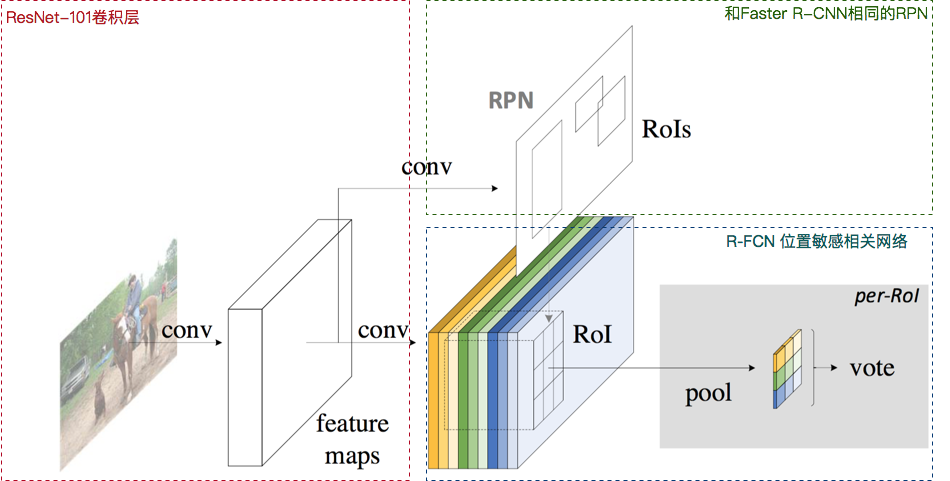 ResNet-101卷积层
和Faster R-CNN相同的RPN
RPN
RoIs
conv
R-FCN 位置敏感相关网络
per-RoI
conv
conv
RoI
pool
vote
feature
maps